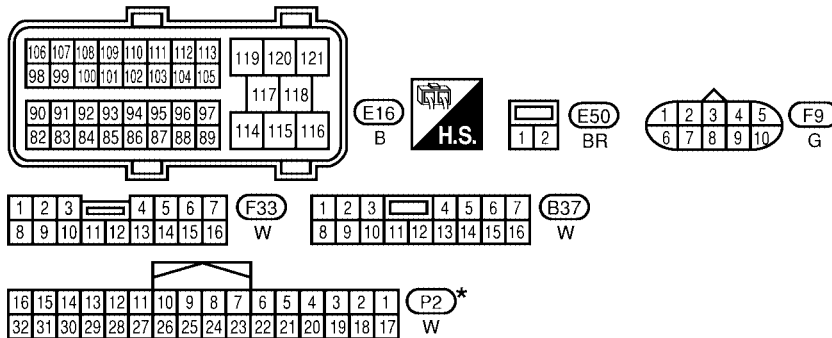 106 107 108 109 110 111 112 113
98 99 100 101 102 103 104 105
90 91 92 93 94 95 96 97
82 83 84 85 86 87 88 89
119 120 121
117 118
114 115 116
E16
B
H.S.
1 2
E50
BR
1 2 3 4 5
6 7 8 9 10
F9
G
1 2 3 4 5 6 7
8 9 10 11 12 13 14 15 16
F33
W
1 2 3 4 5 6 7
8 9 10 11 12 13 14 15 16
B37
W
16 15 14 13 12 11 10 9 8 7 6 5 4 3 2 1
32 31 30 29 28 27 26 25 24 23 22 21 20 19 18 17
P2 *
W